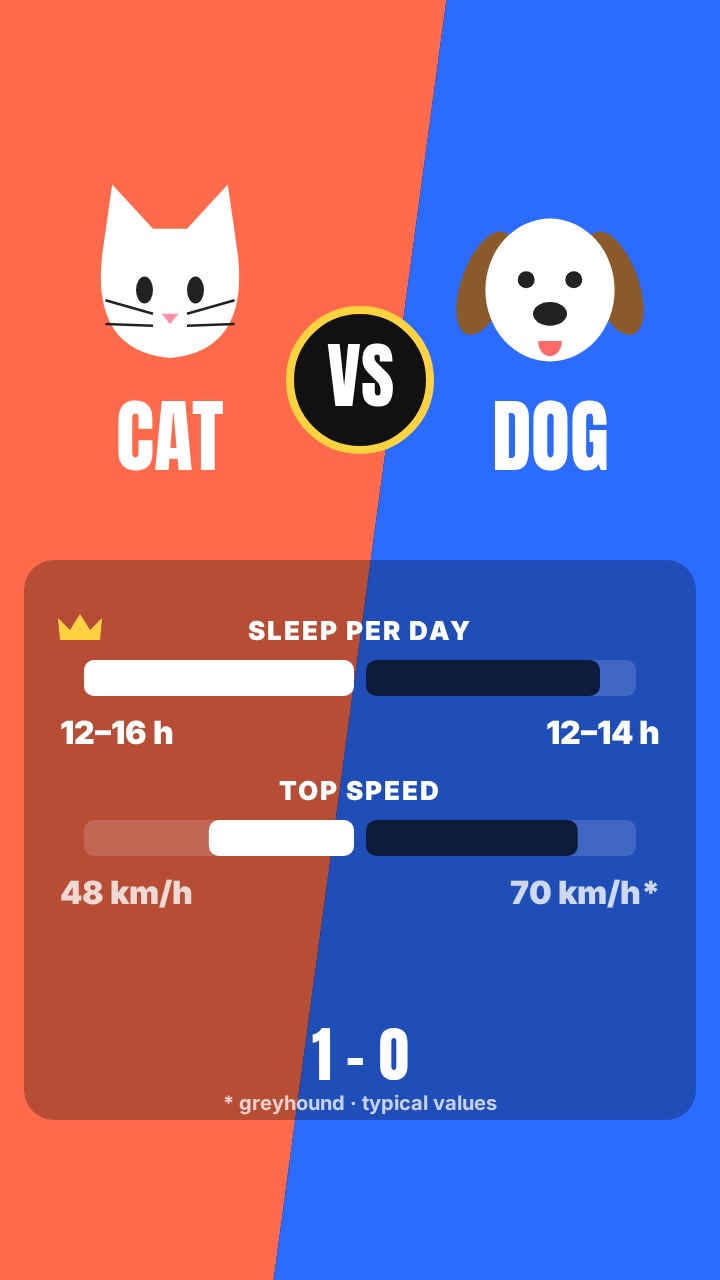 VS
CAT
DOG
SLEEP PER DAY
12–16 h
12–14 h
TOP SPEED
48 km/h
70 km/h*
1 - 0
* greyhound · typical values